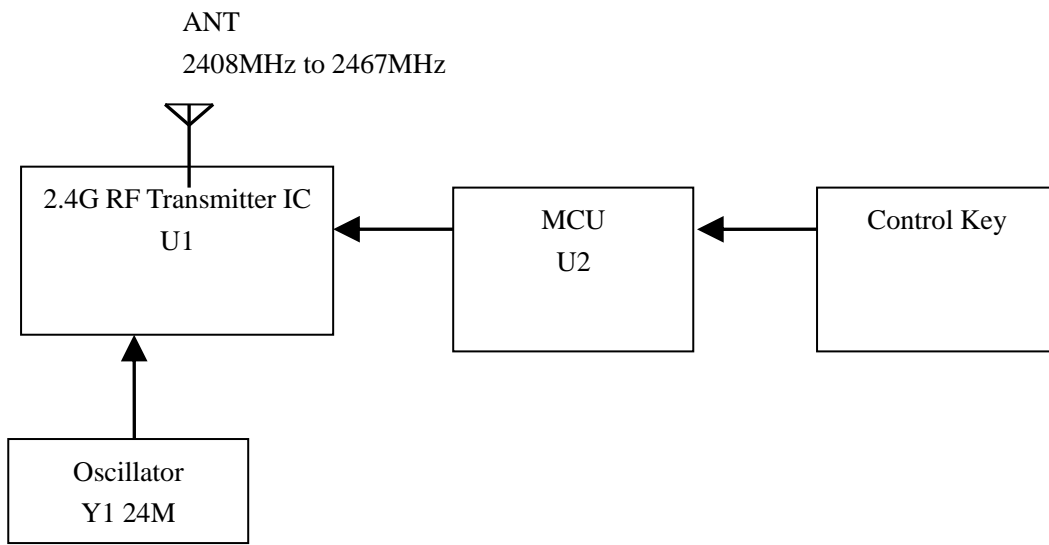 ANT
2408MHz to 2467MHz
2.4G RF Transmitter IC
U1
MCU
U2
Control Key
Oscillator
Y1 24M